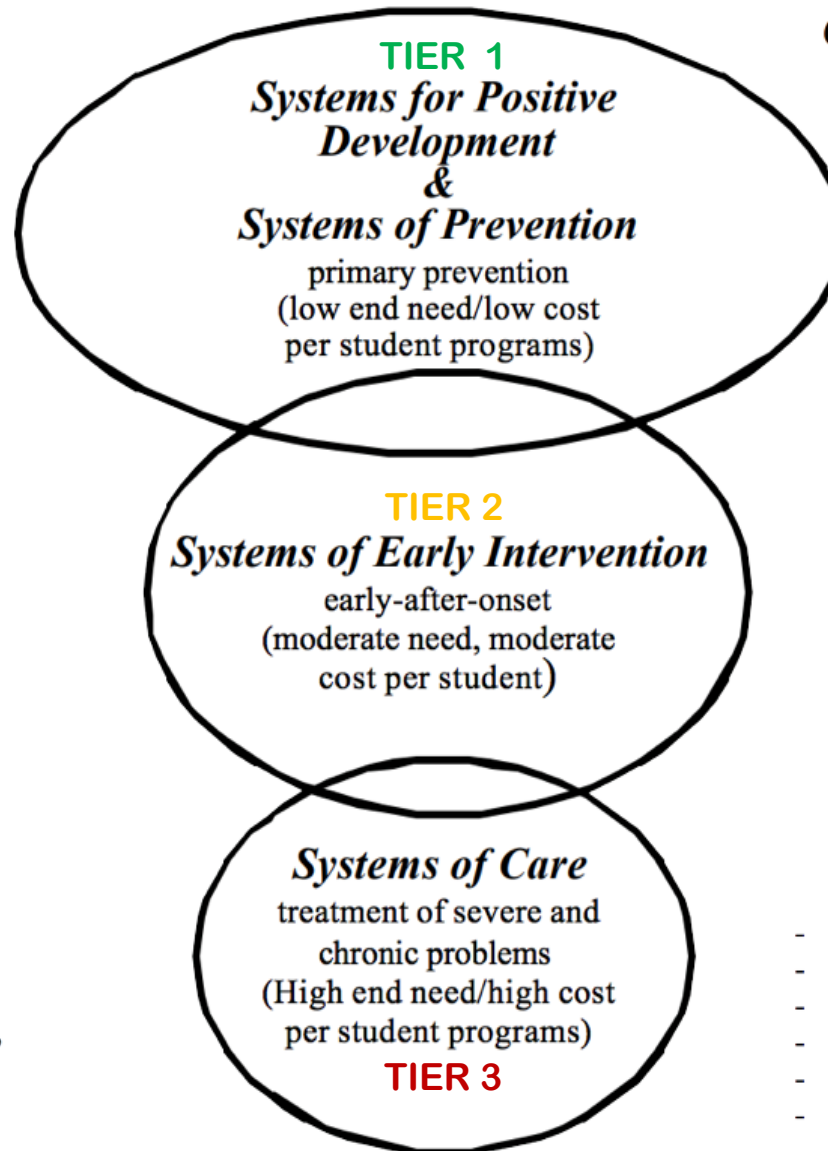 TIER 1
Systems for Positive
Development
&
Systems of Prevention
primary prevention
(low end need/low cost
per student programs)
TIER 2
Systems of Early Intervention
early-after-onset
(moderate need, moderate
cost per student)
Systems of Care
treatment of severe and
chronic problems
(High end need/high cost
per student programs)
TIER 3
-
-
-
-
-
-